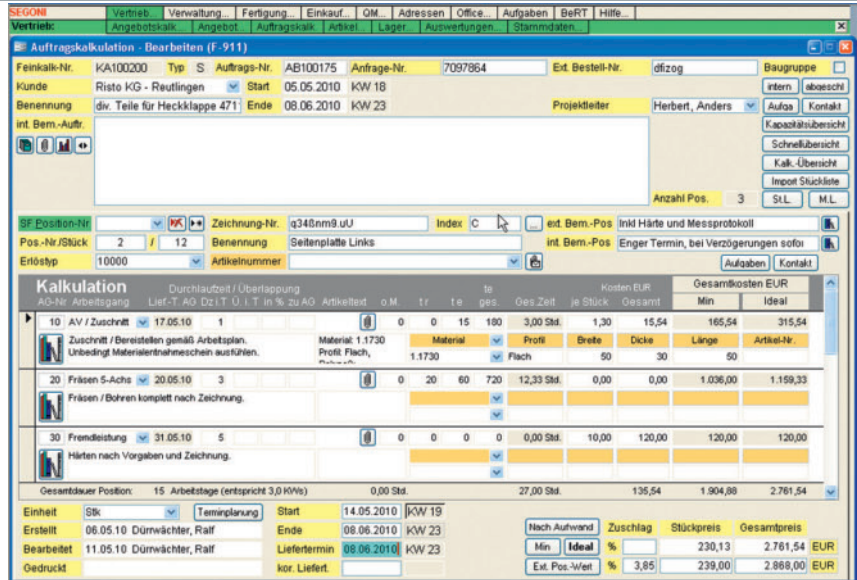 SEGONI Vertrieb... Verwaltung... Fertigung... Einkauf... QM... Adressen Office... Aufgaben BeRT Hilfe...
Vertrieb: Angebotskalk... Angebot... Auftragskalk. Artikel... Lager... Auswertungen... Stammdaten...
Auftragskalkulation - Bearbeiten (F-911)
Feinkalk-Nr. KA100200 Typ S Auftrags-Nr. AB100175 Anfrage-Nr. 7097864 Ext. Bestell-Nr. dfizog Baugruppe
Kunde Risto KG - Reutlingen Start 05.05.2010 KW 18 intern abgeschl
Benennung div. Teile für Heckklappe 471 Ende 08.06.2010 KW 23 Projektleiter Herbert, Anders Aufga Kontakt
int. Bem.-Auftr. Kapazitätsübersicht
Schnellübersicht
Kalk.-Übersicht
Import Stückliste
Anzahl Pos. 3 St.L. M.L.
SF Position-Nr Zeichnung-Nr. q34ßnm9.uU Index C ... ext. Bem.-Pos Inkl Härte und Messprotokoll
Pos.-Nr./Stück 2 / 12 Benennung Seitenplatte Links int. Bem.-Pos Enger Termin, bei Verzögerungen sofor
Erlöstyp 10000 Artikelnummer Aufgaben Kontakt
Kalkulation Durchlaufzeit / Überlappung te Kosten EUR Gesamtkosten EUR
AG-Nr Arbeitsgang Lief-T. AG Dz i.T Ü. i. T in % zu AG Artikeltext o.M. t r t e ges. Ges.Zeit je Stück Gesamt Min Ideal
10 AV / Zuschnitt 17.05.10 1 0 0 15 180 3,00 Std. 1,30 15,54 165,54 315,54
Zuschnitt / Bereistellen gemäß Arbeitsplan. Material: 1.1730 Material Profil Breite Dicke Länge Artikel-Nr.
Unbedingt Materialentnahmeschein ausfühlen. Profil: Flach, 1.1730 Flach 50 30 50
20 Fräsen 5-Achs 20.05.10 3 0 20 60 720 12,33 Std. 0,00 0,00 1.036,00 1.159,33
Fräsen / Bohren komplett nach Zeichnung.
30 Fremdleistung 31.05.10 5 0 0 0 0 0,00 Std. 10,00 120,00 120,00 120,00
Härten nach Vorgaben und Zeichnung.
Gesamtdauer Position: 15 Arbeitstage (entspricht 3,0 KWs) 0,00 Std. 27,00 Std. 135,54 1.904,88 2.761,54
Einheit Stk Terminplanung Start 14.05.2010 KW 19
Erstellt 06.05.10 Dürrwächter, Ralf Ende 08.06.2010 KW 23 Nach Aufwand Zuschlag Stückpreis Gesamtpreis
Bearbeitet 11.05.10 Dürrwächter, Ralf Liefertermin 08.06.2010 KW 23 Min Ideal % 230,13 2.761,54 EUR
Gedruckt kor. Liefert. Ext. Pos.-Wert % 3,85 239,00 2.868,00 EUR